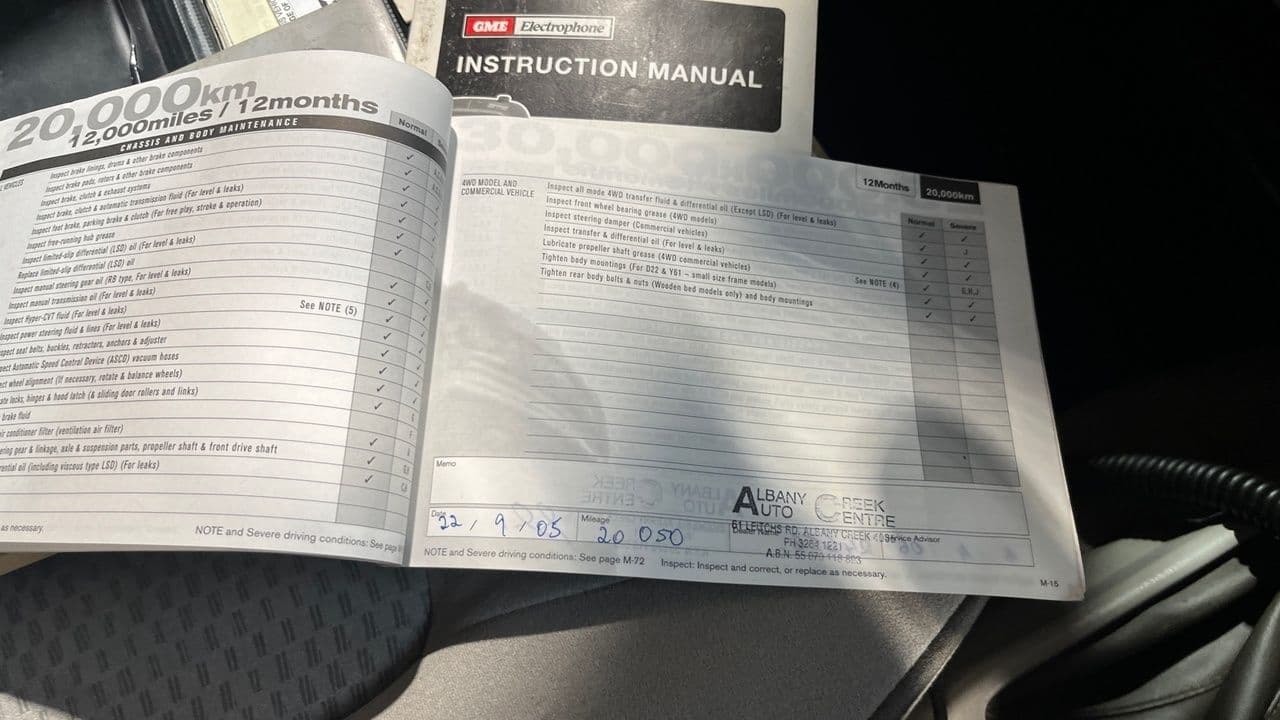 GME Electrophone
INSTRUCTION MANUAL
20,000km
12,000miles / 12months
CHASSIS AND BODY MAINTENANCE
Normal
Inspect brake linings, drums & other brake components
Inspect brake pads, rotors & other brake components
Inspect brake, clutch & exhaust systems
Inspect brake, clutch & automatic transmission fluid (For level & leaks)
Inspect foot brake, parking brake & clutch (For free play, stroke & operation)
Inspect free-running hub grease
Inspect limited-slip differential (LSD) oil (For level & leaks)
Replace limited-slip differential (LSD) oil
Inspect manual steering gear oil (RB type, For level & leaks)
Inspect manual transmission oil (For level & leaks)
Inspect Hyper-CVT fluid (For level & leaks)
See NOTE (5)
Inspect power steering fluid & lines (For level & leaks)
spect seat belts, buckles, retractors, anchors & adjuster
pect Automatic Speed Control Device (ASCD) vacuum hoses
ect wheel alignment (If necessary, rotate & balance wheels)
ate locks, hinges & hood latch (& sliding door rollers and links)
brake fluid
ir conditioner filter (ventilation air filter)
ering gear & linkage, axle & suspension parts, propeller shaft & front drive shaft
rential oil (including viscous type LSD) (For leaks)
as necessary.
NOTE and Severe driving conditions: See page
12Months 20,000km
4WD MODEL AND
COMMERCIAL VEHICLE
Normal Severe
Inspect all mode 4WD transfer fluid & differential oil (Except LSD) (For level & leaks)
Inspect front wheel bearing grease (4WD models)
Inspect steering damper (Commercial vehicles)
Inspect transfer & differential oil (For level & leaks)
Lubricate propeller shaft grease (4WD commercial vehicles)
Tighten body mountings (For D22 & Y61 – small size frame models) See NOTE (4)
Tighten rear body bolts & nuts (Wooden bed models only) and body mountings
Memo
ALBANY CREEK
AUTO CENTRE
61 LEITCHS RD, ALBANY CREEK 4035
PH 3264 1221
Date 22 / 9 / 05
Mileage 20 050
Dealer Name
Service Advisor
NOTE and Severe driving conditions: See page M-72 Inspect: Inspect and correct, or replace as necessary.
M-15